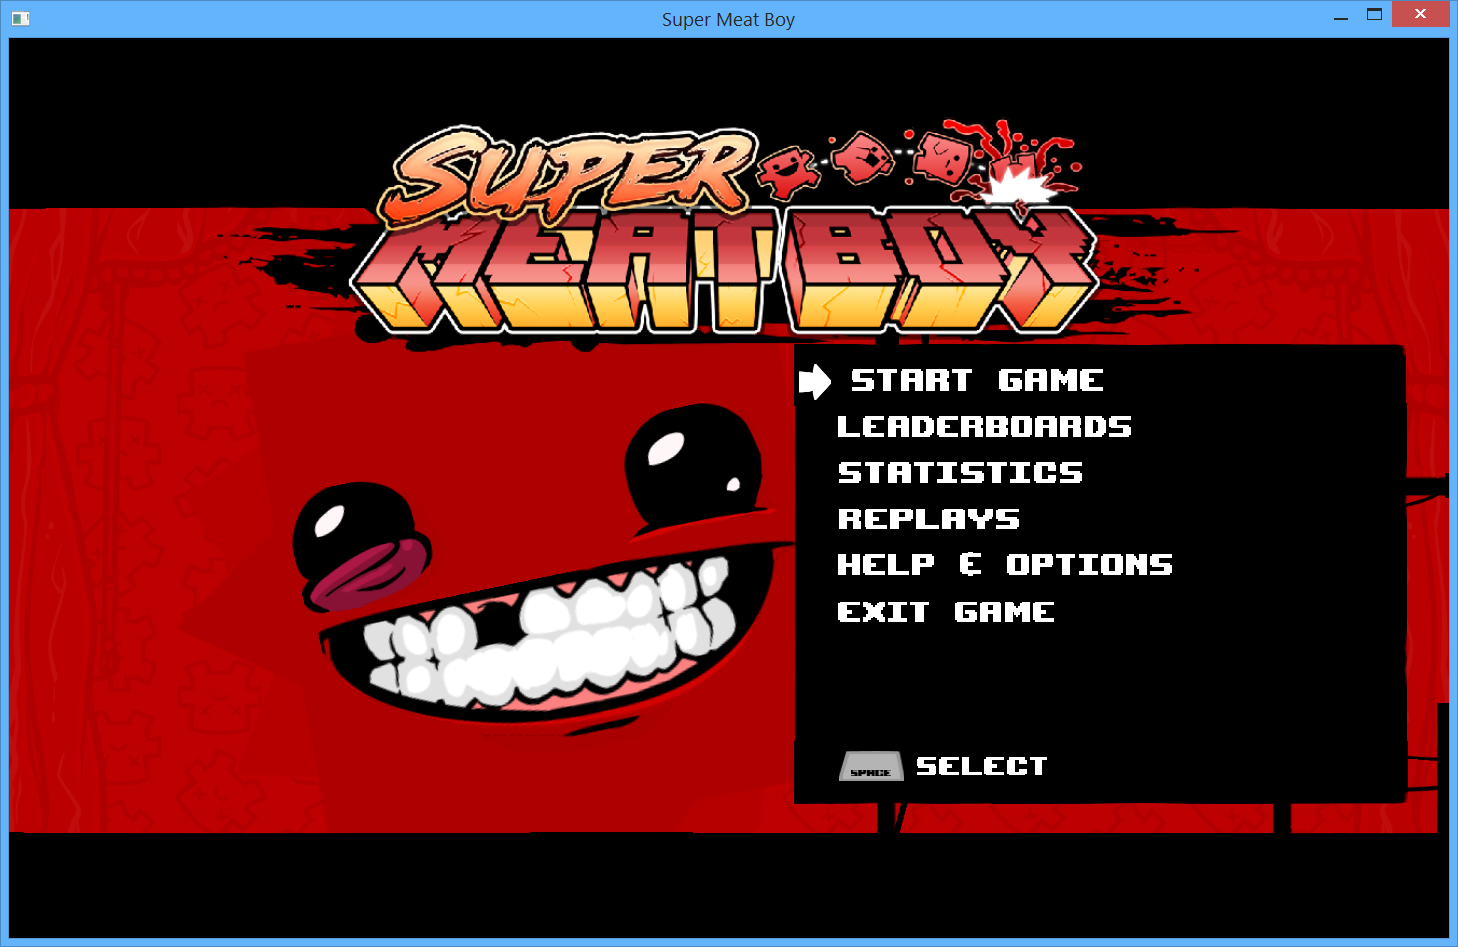 Super Meat Boy
SUPER
MEAT BOY
START GAME
LEADERBOARDS
STATISTICS
REPLAYS
HELP & OPTIONS
EXIT GAME
SPACE SELECT